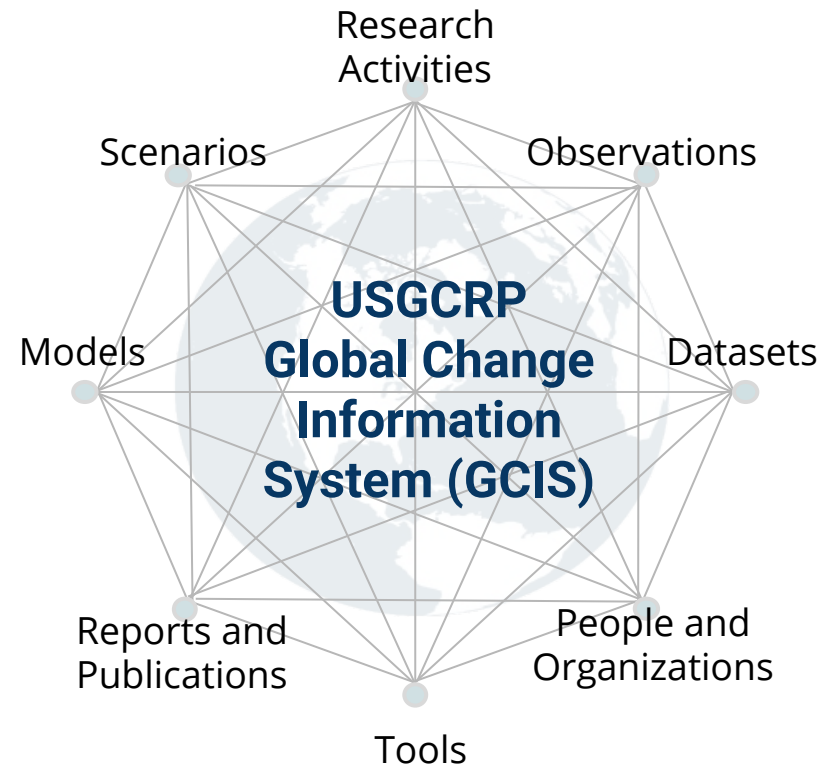 Research
Activities
Scenarios
Observations
USGCRP
Global Change
Information
System (GCIS)
Models
Datasets
Reports and
Publications
People and
Organizations
Tools